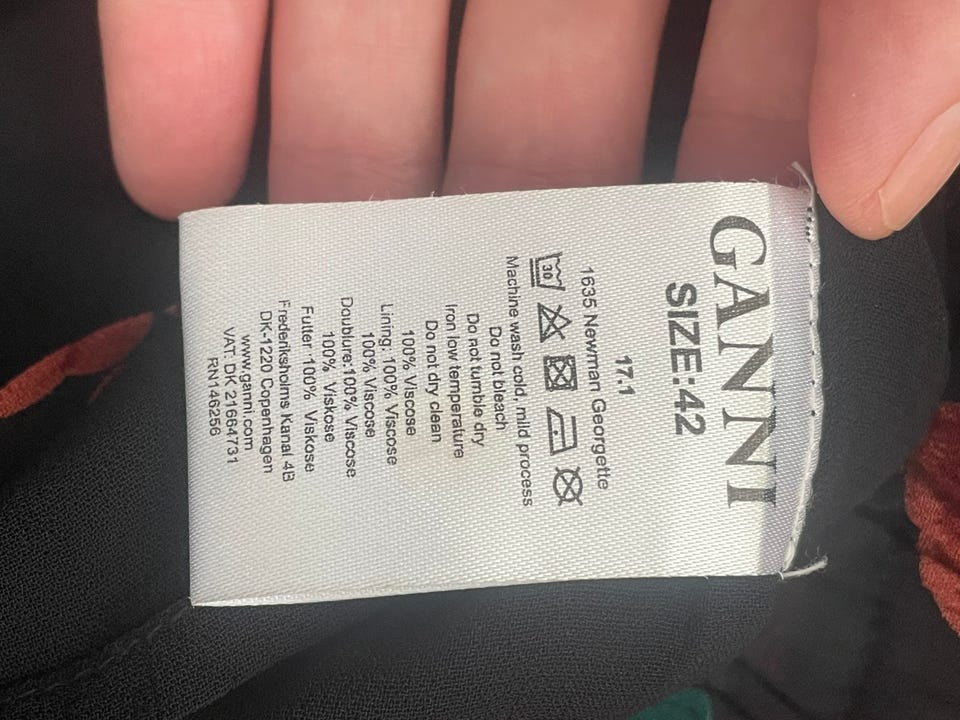 GANNI
SIZE:42
17.1
1635 Newman Georgette
30
Machine wash cold, mild process
Do not bleach
Do not tumble dry
Iron low temperature
Do not dry clean
100% Viscose
Lining: 100% Viscose
100% Viscose
Doublure:100% Viscose
100% Viskose
Futter 100% Viskose
Frederiksholms Kanal 4B
DK-1220 Copenhagen
www.ganni.com
VAT. DK 21664731
RN146256